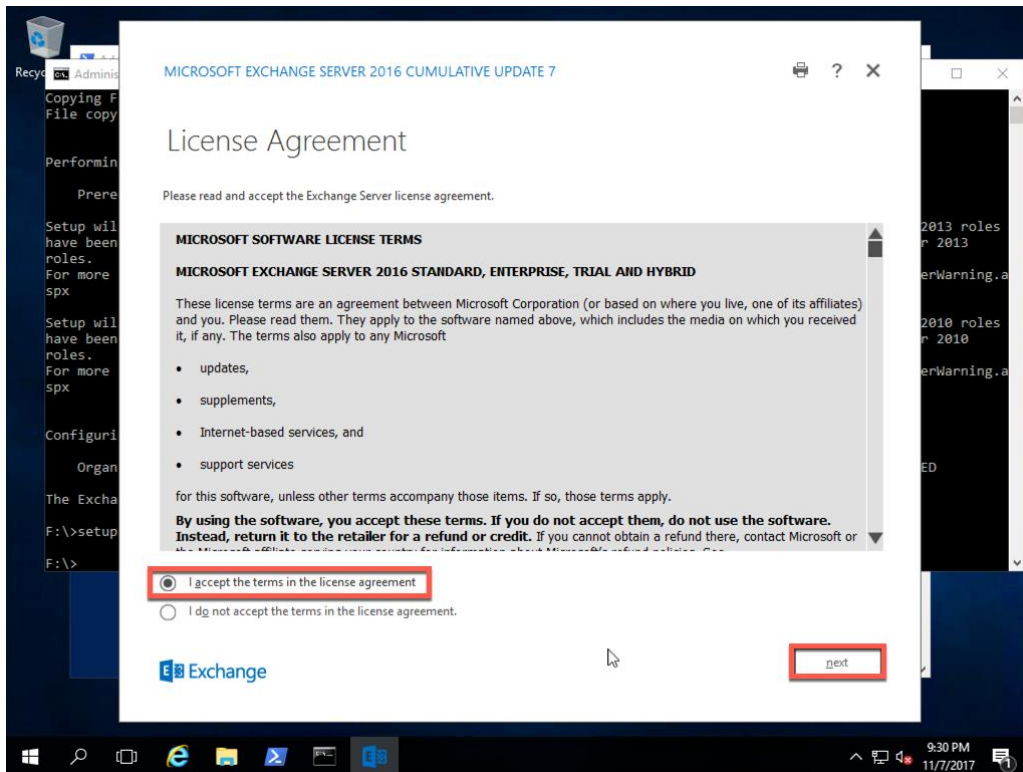 Recyc
Adminis
Copying F
File copy
Performin
Prere
Setup wil
have been
roles.
For more
spx
Setup wil
have been
roles.
For more
spx
Configuri
Organ
The Excha
F:\>setup
F:\>
MICROSOFT EXCHANGE SERVER 2016 CUMULATIVE UPDATE 7
?
License Agreement
Please read and accept the Exchange Server license agreement.
MICROSOFT SOFTWARE LICENSE TERMS
MICROSOFT EXCHANGE SERVER 2016 STANDARD, ENTERPRISE, TRIAL AND HYBRID
These license terms are an agreement between Microsoft Corporation (or based on where you live, one of its affiliates)
and you. Please read them. They apply to the software named above, which includes the media on which you received
it, if any. The terms also apply to any Microsoft
• updates,
• supplements,
• Internet-based services, and
• support services
for this software, unless other terms accompany those items. If so, those terms apply.
By using the software, you accept these terms. If you do not accept them, do not use the software.
Instead, return it to the retailer for a refund or credit. If you cannot obtain a refund there, contact Microsoft or
I accept the terms in the license agreement
I do not accept the terms in the license agreement.
Exchange
next
2013 roles
r 2013
erWarning.a
2010 roles
r 2010
erWarning.a
ED
9:30 PM
11/7/2017
1